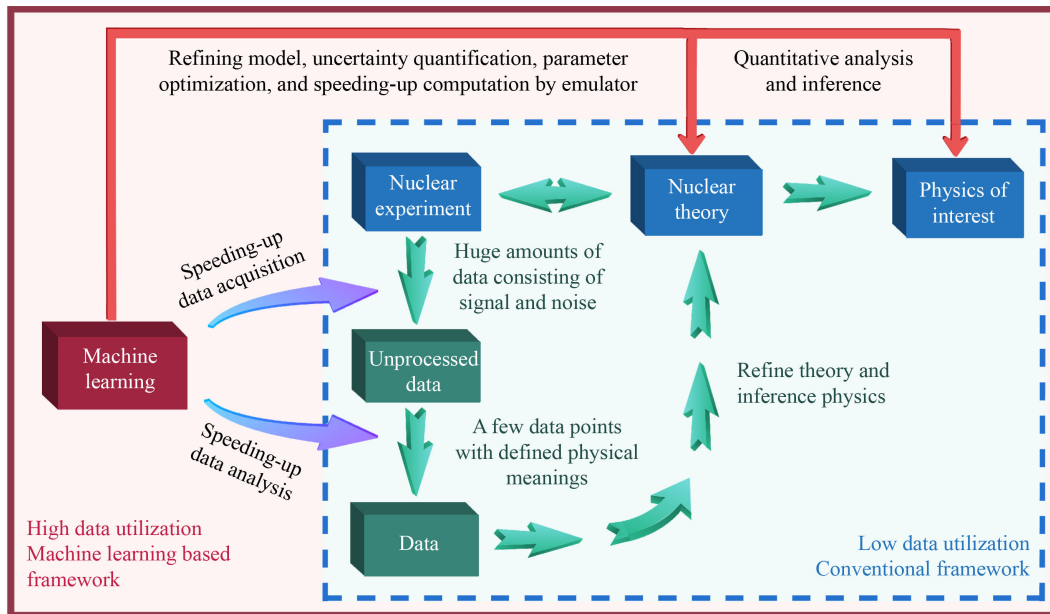 Refining model, uncertainty quantification, parameter
optimization, and speeding-up computation by emulator
Quantitative analysis
and inference
Nuclear
experiment
Nuclear
theory
Physics of
interest
Speeding-up
data acquisition
Huge amounts of
data consisting of
signal and noise
Machine
learning
Unprocessed
data
Refine theory and
inference physics
Speeding-up
data analysis
A few data points
with defined physical
meanings
Data
High data utilization
Machine learning based
framework
Low data utilization
Conventional framework